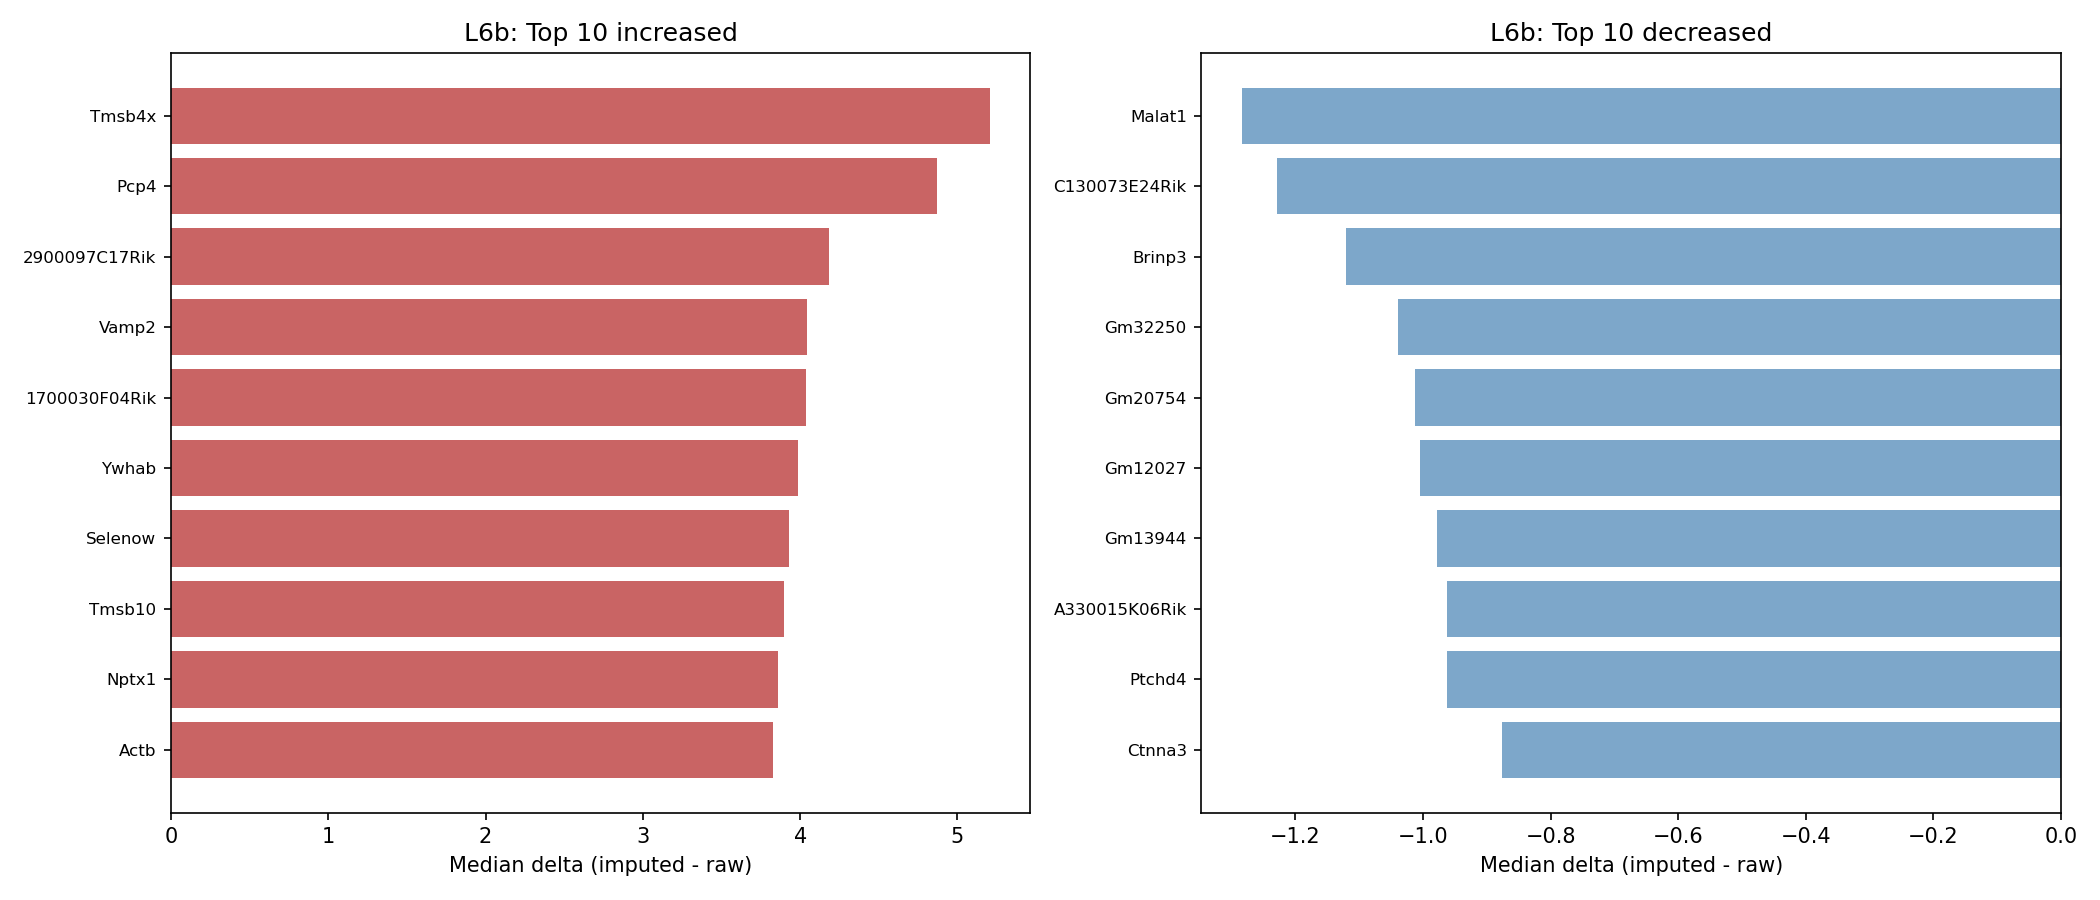 L6b: Top 10 increased
Tmsb4x
Pcp4
2900097C17Rik
Vamp2
1700030F04Rik
Ywhab
Selenow
Tmsb10
Nptx1
Actb
0 1 2 3 4 5
Median delta (imputed - raw)
L6b: Top 10 decreased
Malat1
C130073E24Rik
Brinp3
Gm32250
Gm20754
Gm12027
Gm13944
A330015K06Rik
Ptchd4
Ctnna3
−1.2 −1.0 −0.8 −0.6 −0.4 −0.2 0.0
Median delta (imputed - raw)